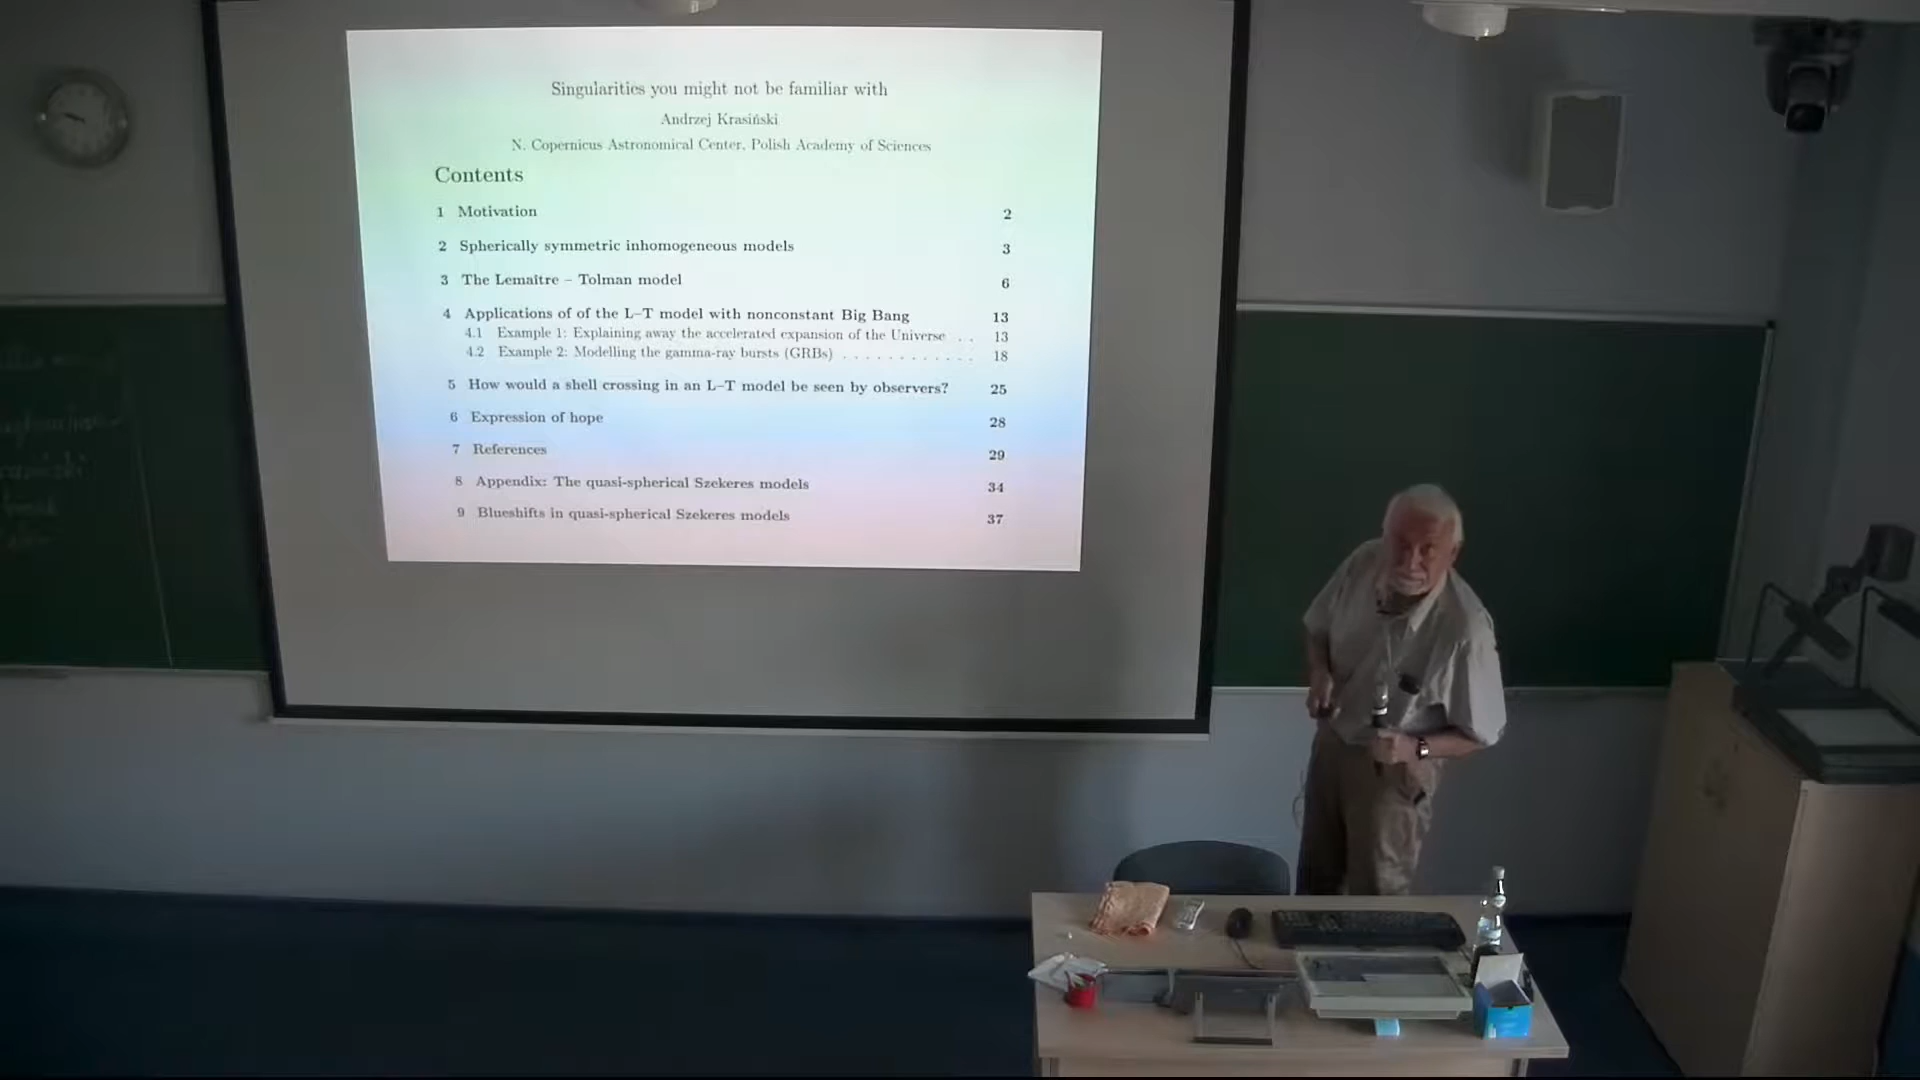 Singularities you might not be familiar with
Andrzej Krasiński
N. Copernicus Astronomical Center, Polish Academy of Sciences
Contents
1 Motivation 2
2 Spherically symmetric inhomogeneous models 3
3 The Lemaître – Tolman model 6
4 Applications of of the L–T model with nonconstant Big Bang 13
4.1 Example 1: Explaining away the accelerated expansion of the Universe . . 13
4.2 Example 2: Modelling the gamma-ray bursts (GRBs) . . . . . . . . . . . . 18
5 How would a shell crossing in an L–T model be seen by observers? 25
6 Expression of hope 28
7 References 29
8 Appendix: The quasi-spherical Szekeres models 34
9 Blueshifts in quasi-spherical Szekeres models 37